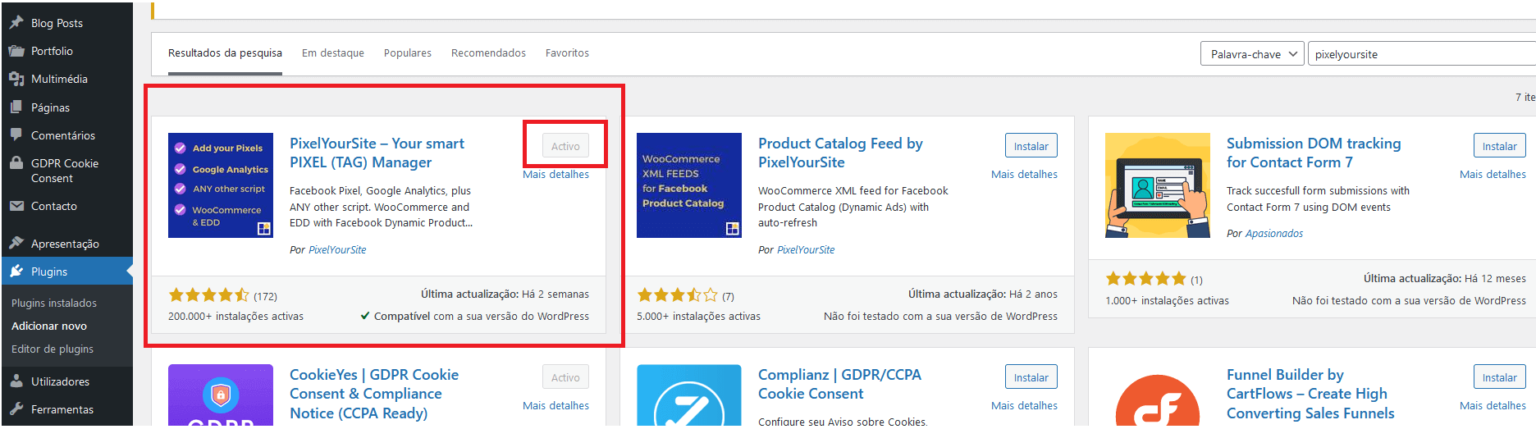 Blog Posts
Portfolio
Multimédia
Páginas
Comentários
GDPR Cookie
Consent
Contacto
Apresentação
Plugins
Plugins instalados
Adicionar novo
Editor de plugins
Utilizadores
Ferramentas
Resultados da pesquisa Em destaque Populares Recomendados Favoritos Palavra-chave pixelyoursite
7 ite
Add your Pixels
Google Analytics
ANY other script
WooCommerce
& EDD
PixelYourSite – Your smart
PIXEL (TAG) Manager
Activo
Mais detalhes
Facebook Pixel, Google Analytics, plus
ANY other script. WooCommerce and
EDD with Facebook Dynamic Product...
Por PixelYourSite
(172)
200.000+ instalações activas
Última actualização: Há 2 semanas
Compatível com a sua versão do WordPress
WooCommerce
XML FEEDS
for Facebook
Product Catalog
Product Catalog Feed by
PixelYourSite
Instalar
Mais detalhes
WooCommerce XML feed for Facebook
Product Catalog (Dynamic Ads) with
auto-refresh
Por PixelYourSite
(7)
5.000+ instalações activas
Última actualização: Há 2 anos
Não foi testado com a sua versão de WordPress
Submission DOM tracking
for Contact Form 7
Instalar
Mais detalhes
Track succesfull form submissions with
Contact Form 7 using DOM events
Por Apasionados
(1)
1.000+ instalações activas
Última actualização: Há 12 meses
Não foi testado com a sua versão de WordPress
GDPR
CookieYes | GDPR Cookie
Consent & Compliance
Notice (CCPA Ready)
Activo
Mais detalhes
Complianz | GDPR/CCPA
Cookie Consent
Instalar
Mais detalhes
Configure seu Aviso sobre Cookies,
Funnel Builder by
CartFlows – Create High
Converting Sales Funnels
Instalar
Mais detalhes